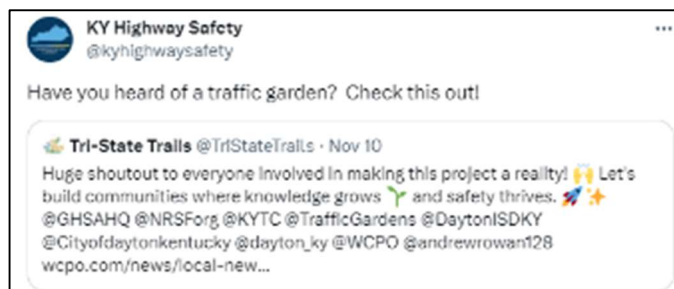 KY Highway Safety
@kyhighwaysafety
Have you heard of a traffic garden? Check this out!
Tri-State Trails @TriStateTrails · Nov 10
Huge shoutout to everyone involved in making this project a reality! 🙌 Let's
build communities where knowledge grows 🌱 and safety thrives. 🚀✨
@GHSAHQ @NRSForg @KYTC @TrafficGardens @DaytonISDKY
@Cityofdaytonkentucky @dayton_ky @WCPO @andrewrowan128
wcpo.com/news/local-new...